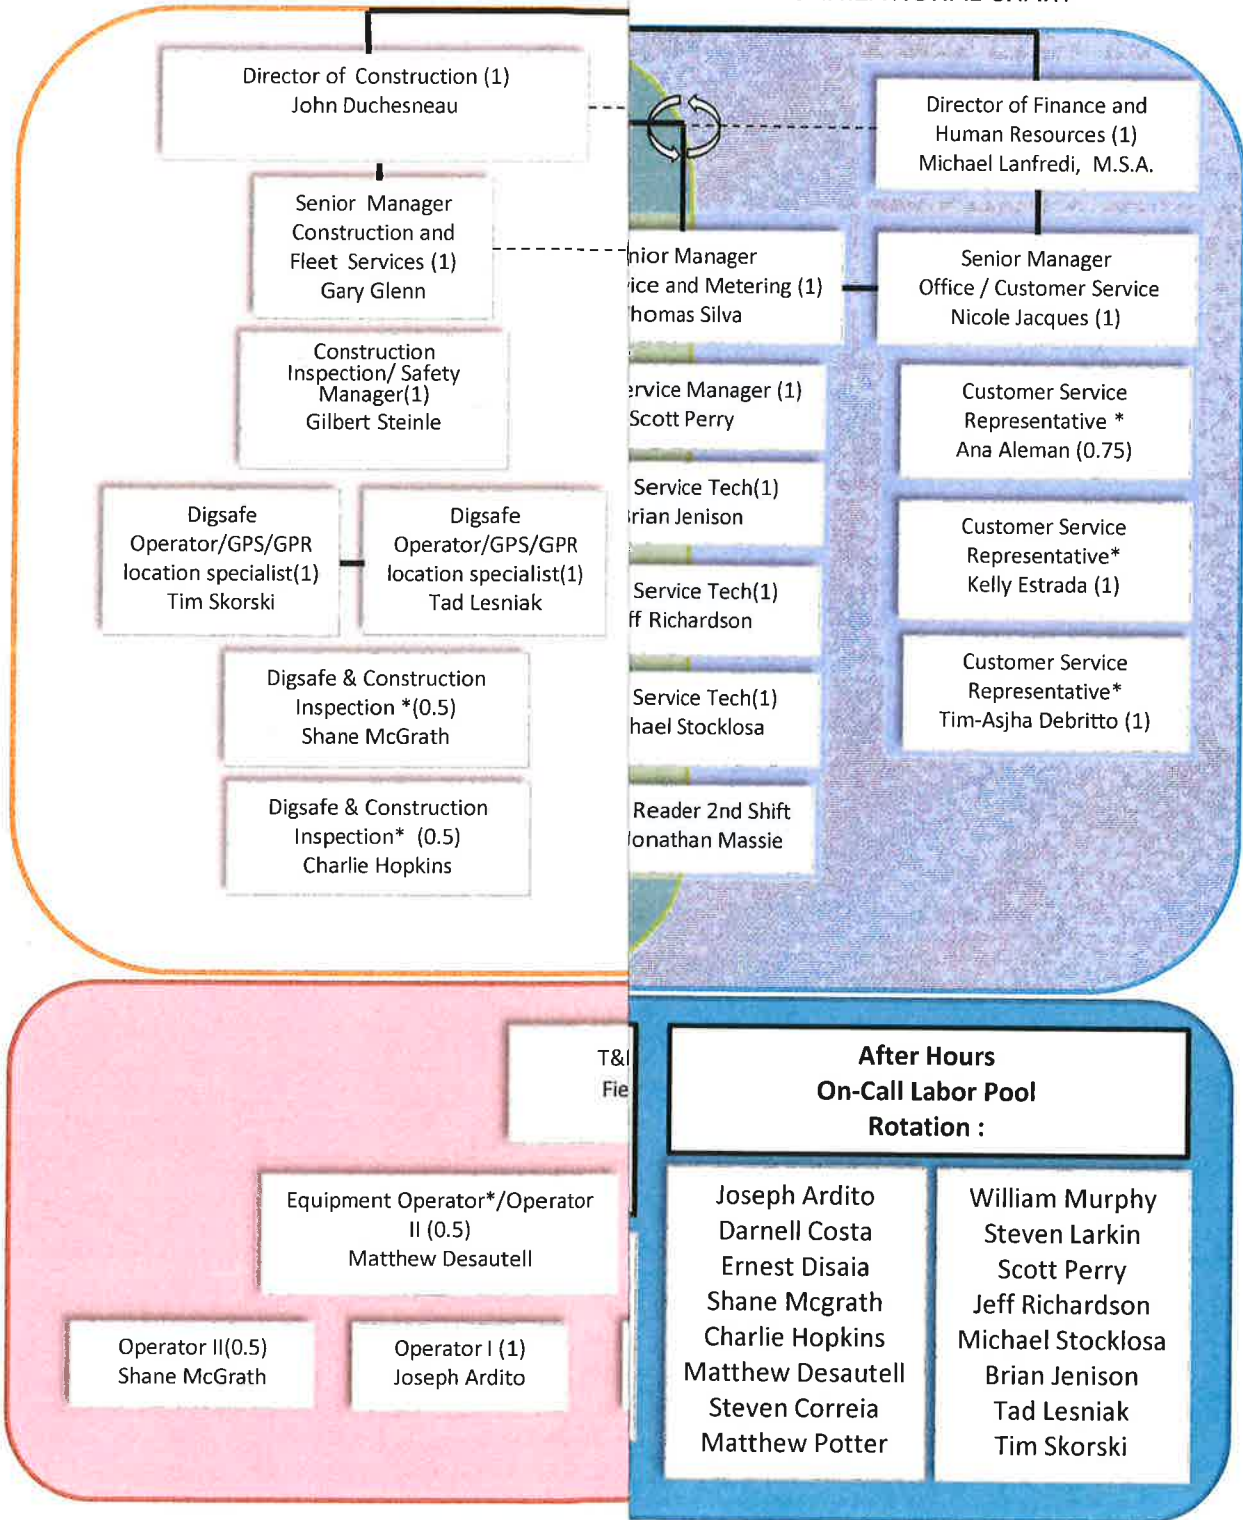 Director of Construction (1)
John Duchesneau
Senior Manager
Construction and
Fleet Services (1)
Gary Glenn
Construction
Inspection/ Safety
Manager(1)
Gilbert Steinle
Digsafe
Operator/GPS/GPR
location specialist(1)
Tim Skorski
Digsafe
Operator/GPS/GPR
location specialist(1)
Tad Lesniak
Digsafe & Construction
Inspection *(0.5)
Shane McGrath
Digsafe & Construction
Inspection* (0.5)
Charlie Hopkins
nior Manager
vice and Metering (1)
homas Silva
ervice Manager (1)
Scott Perry
Service Tech(1)
rian Jenison
Service Tech(1)
ff Richardson
Service Tech(1)
hael Stocklosa
Reader 2nd Shift
Jonathan Massie
Director of Finance and
Human Resources (1)
Michael Lanfredi, M.S.A.
Senior Manager
Office / Customer Service
Nicole Jacques (1)
Customer Service
Representative *
Ana Aleman (0.75)
Customer Service
Representative*
Kelly Estrada (1)
Customer Service
Representative*
Tim-Asjha Debritto (1)
T&
Fie
Equipment Operator*/Operator
II (0.5)
Matthew Desautell
Operator II(0.5)
Shane McGrath
Operator I (1)
Joseph Ardito
After Hours
On-Call Labor Pool
Rotation :
Joseph Ardito
Darnell Costa
Ernest Disaia
Shane Mcgrath
Charlie Hopkins
Matthew Desautell
Steven Correia
Matthew Potter
William Murphy
Steven Larkin
Scott Perry
Jeff Richardson
Michael Stocklosa
Brian Jenison
Tad Lesniak
Tim Skorski